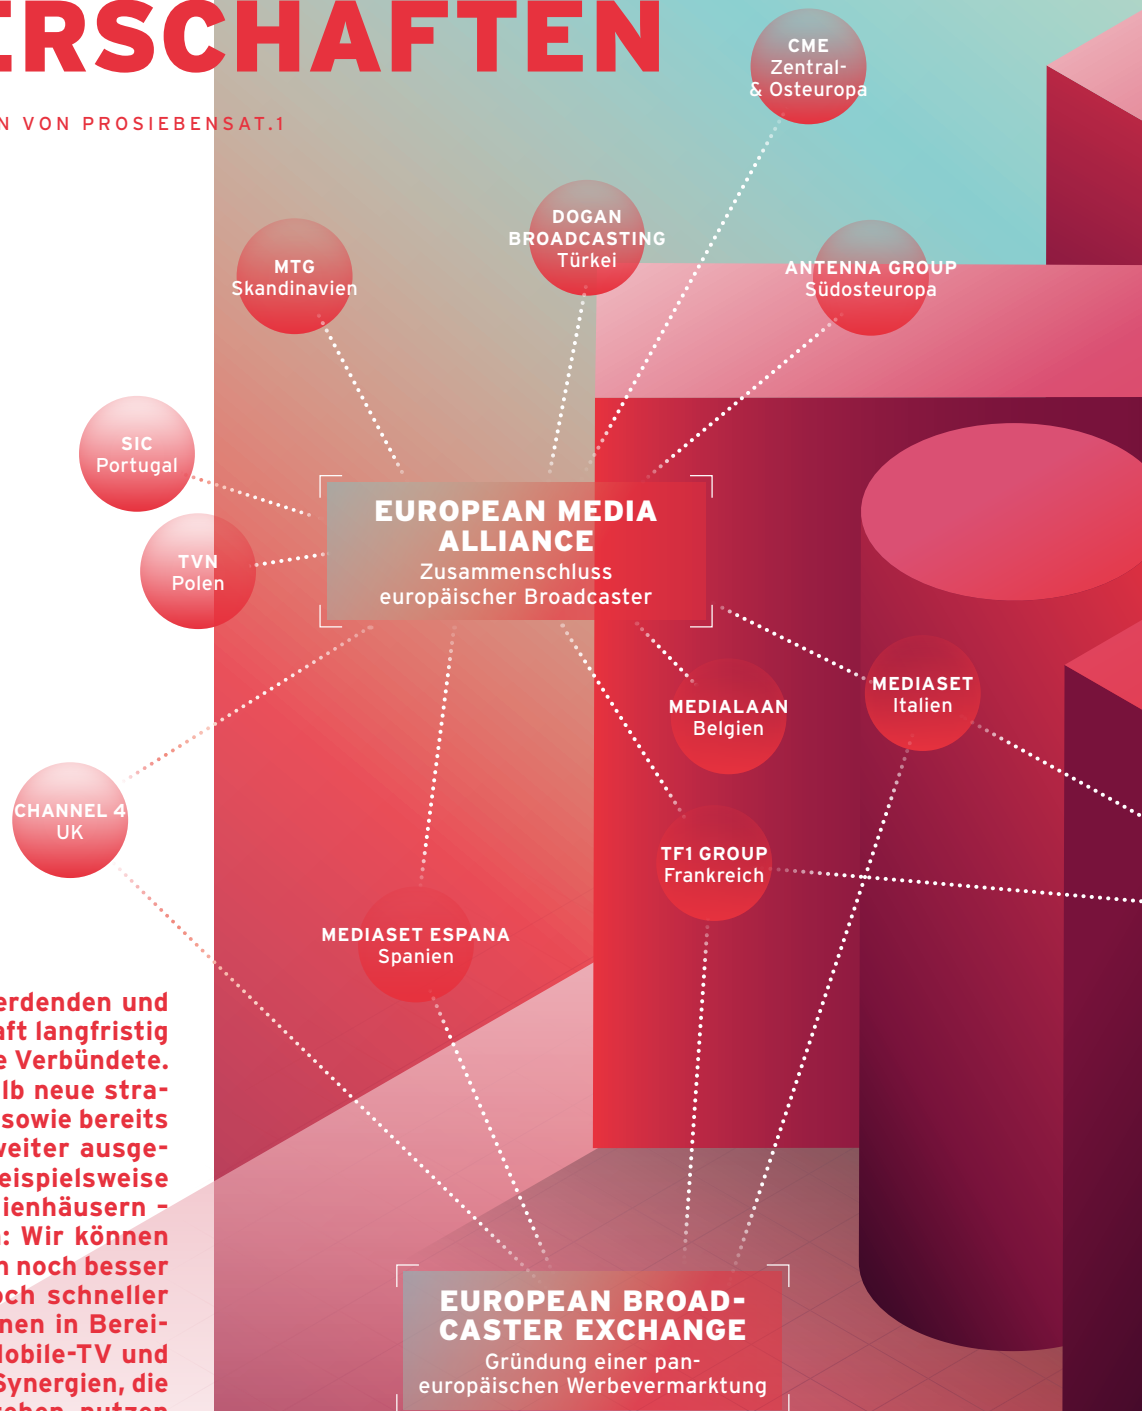 ERSCHAFTEN
N VON PROSIEBENSAT.1
CME
Zentral-
& Osteuropa
DOGAN
BROADCASTING
Türkei
MTG
Skandinavien
ANTENNA GROUP
Südosteuropa
SIC
Portugal
TVN
Polen
EUROPEAN MEDIA
ALLIANCE
Zusammenschluss
europäischer Broadcaster
MEDIALAAN
Belgien
MEDIASET
Italien
CHANNEL 4
UK
TF1 GROUP
Frankreich
MEDIASET ESPANA
Spanien
erdenden und
aft langfristig
e Verbündete.
lb neue stra-
sowie bereits
weiter ausge-
eispielsweise
ienhäusern –
: Wir können
n noch besser
och schneller
nen in Berei-
Mobile-TV und
Synergien, die
nutzen
EUROPEAN BROAD-
CASTER EXCHANGE
Gründung einer pan-
europäischen Werbevermarktung